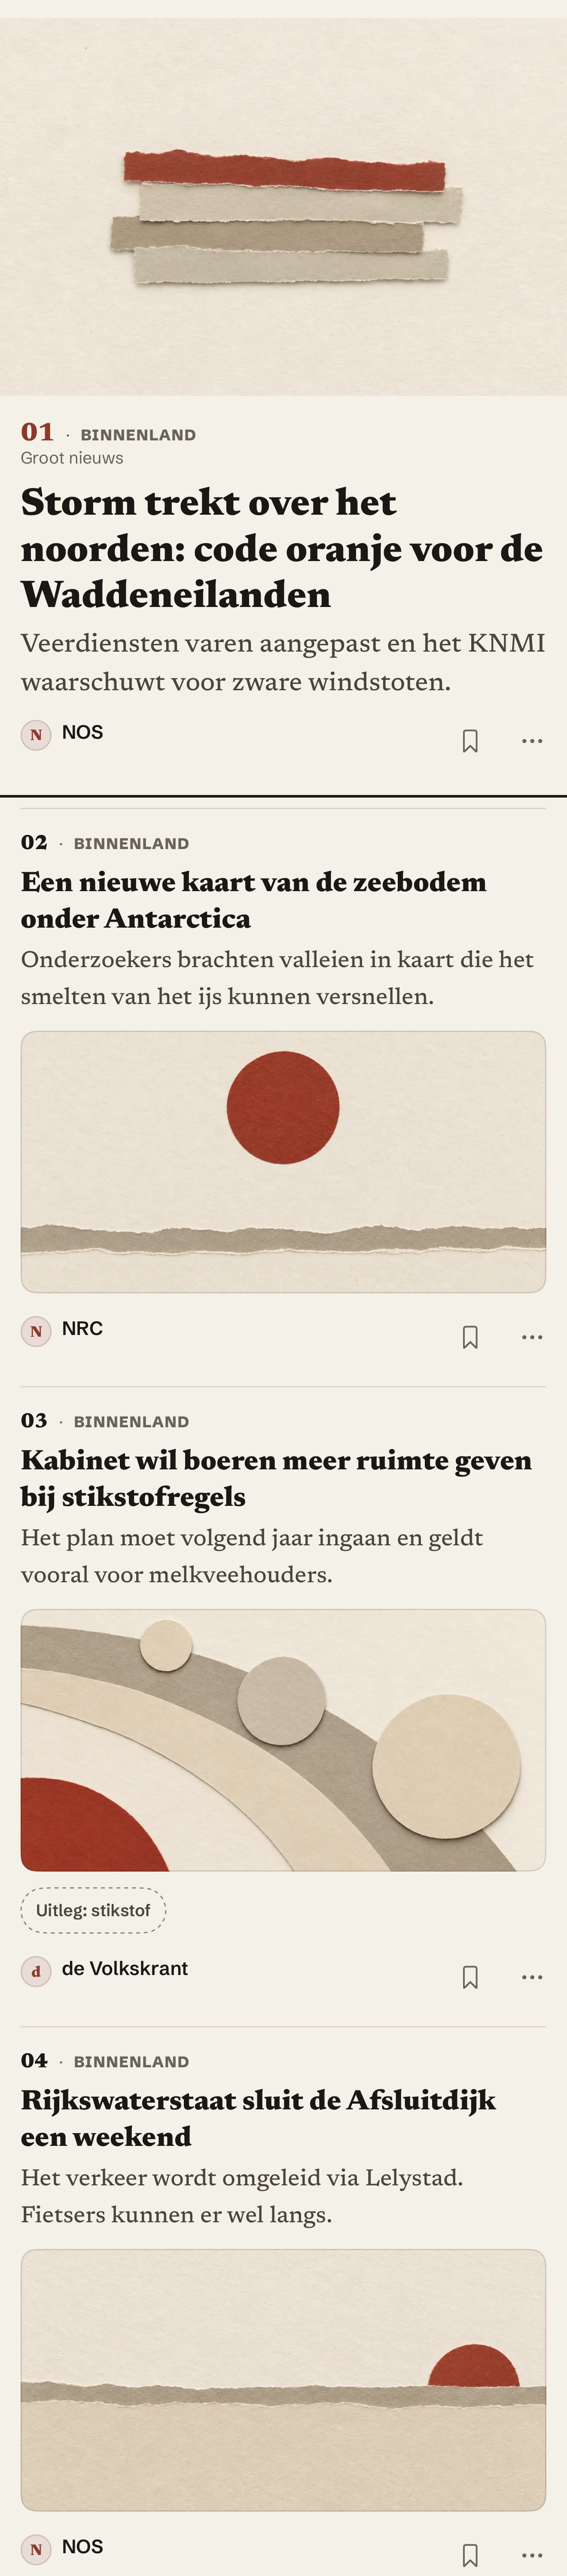 01 · BINNENLAND
Groot nieuws
Storm trekt over het
noorden: code oranje voor de
Waddeneilanden
Veerdiensten varen aangepast en het KNMI
waarschuwt voor zware windstoten.
N NOS
02 · BINNENLAND
Een nieuwe kaart van de zeebodem
onder Antarctica
Onderzoekers brachten valleien in kaart die het
smelten van het ijs kunnen versnellen.
N NRC
03 · BINNENLAND
Kabinet wil boeren meer ruimte geven
bij stikstofregels
Het plan moet volgend jaar ingaan en geldt
vooral voor melkveehouders.
Uitleg: stikstof
d de Volkskrant
04 · BINNENLAND
Rijkswaterstaat sluit de Afsluitdijk
een weekend
Het verkeer wordt omgeleid via Lelystad.
Fietsers kunnen er wel langs.
N NOS